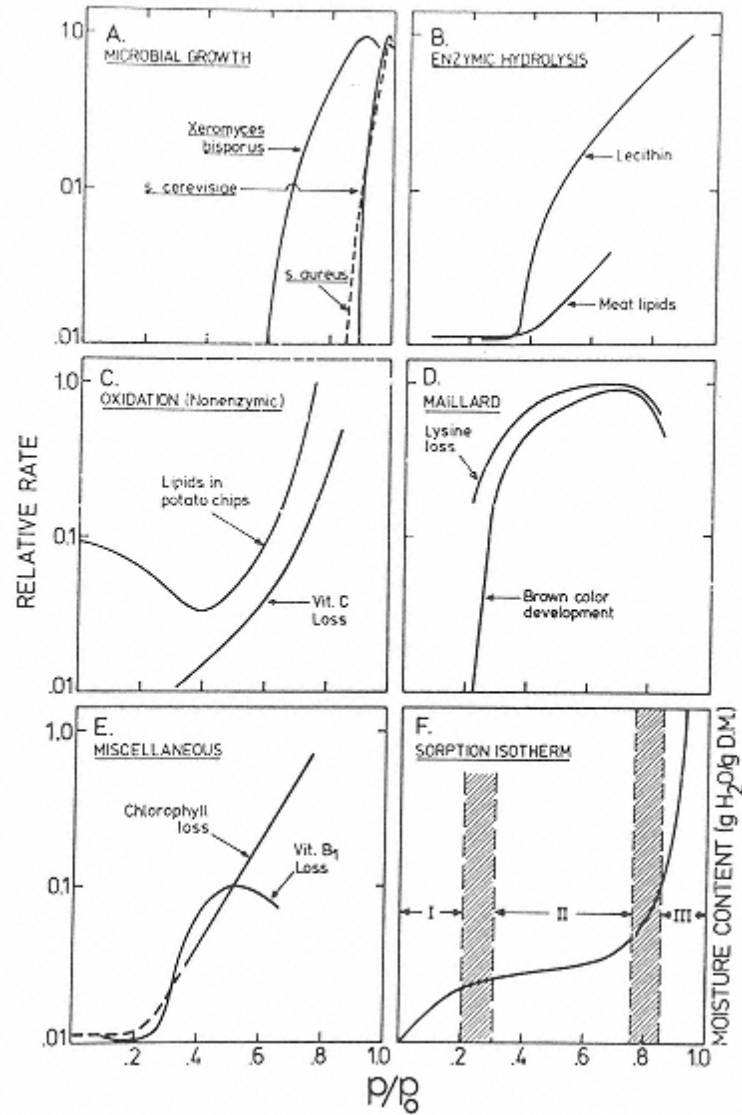 A.
MICROBIAL GROWTH
1.0
Xeromyces
bisporus
0.1
s. cerevisiae
s. aureus
.01
B.
ENZYMIC HYDROLYSIS
Lecithin
Meat lipids
C.
OXIDATION (Nonenzymic)
1.0
Lipids in
potato chips
0.1
Vit. C
Loss
.01
D.
MAILLARD
Lysine
loss
Brown color
development
RELATIVE RATE
E.
MISCELLANEOUS
1.0
Chlorophyll
loss
Vit. B1
Loss
0.1
.01
.2 .4 .6 .8 1.0
F.
SORPTION ISOTHERM
I II III
.2 .4 .6 .8 1.0
MOISTURE CONTENT (g H2O/g D.M.)
p/po